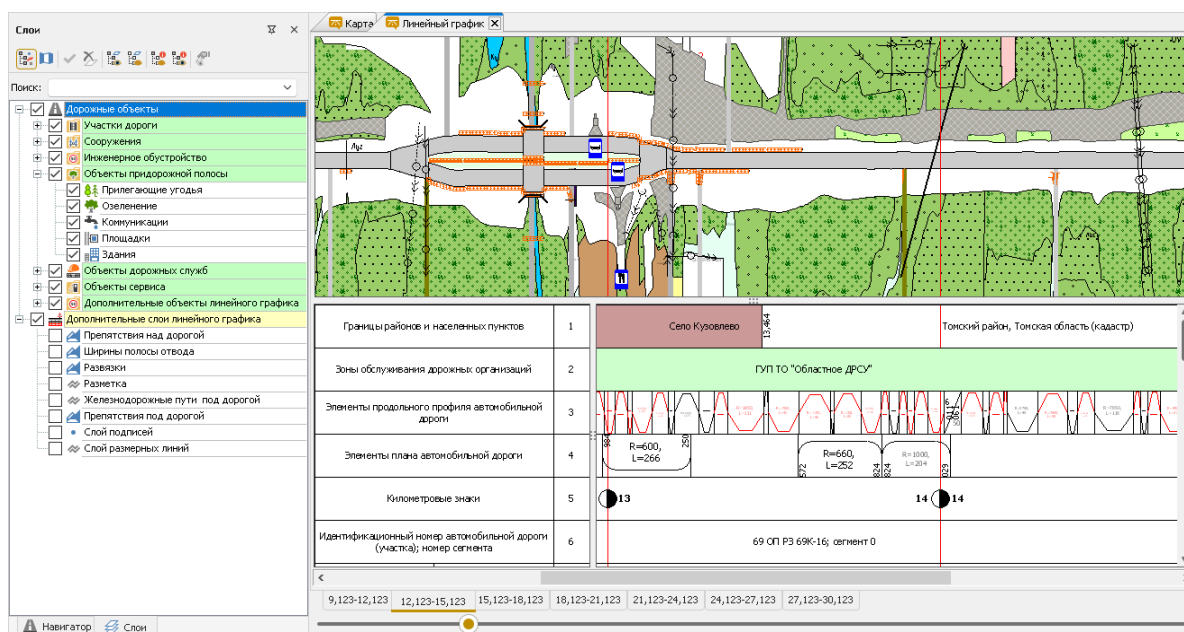 Слои
Карта
Линейный график
Поиск:
Дорожные объекты
Участки дороги
Сооружения
Инженерное обустройство
Объекты придорожной полосы
Прилегающие угодья
Озеленение
Коммуникации
Площадки
Здания
Объекты дорожных служб
Объекты сервиса
Дополнительные объекты линейного графика
Дополнительные слои линейного графика
Препятствия над дорогой
Ширины полосы отвода
Развязки
Разметка
Железнодорожные пути под дорогой
Препятствия под дорогой
Слой подписей
Слой размерных линий
Навигатор
Слои
Луг
Границы районов и населенных пунктов
1
Село Кузовлево
13,464
Томский район, Томская область (кадастр)
Зоны обслуживания дорожных организаций
2
ГУП ТО "Областное ДРСУ"
Элементы продольного профиля автомобильной
дороги
3
Элементы плана автомобильной дороги
4
984
R=600,
L=266
250
572
R=660,
L=252
824
824
R=1000,
L=204
029
Километровые знаки
5
13
14
14
Идентификационный номер автомобильной дороги
(участка); номер сегмента
6
69 ОП РЗ 69К-16; сегмент 0
9,123-12,123
12,123-15,123
15,123-18,123
18,123-21,123
21,123-24,123
24,123-27,123
27,123-30,123